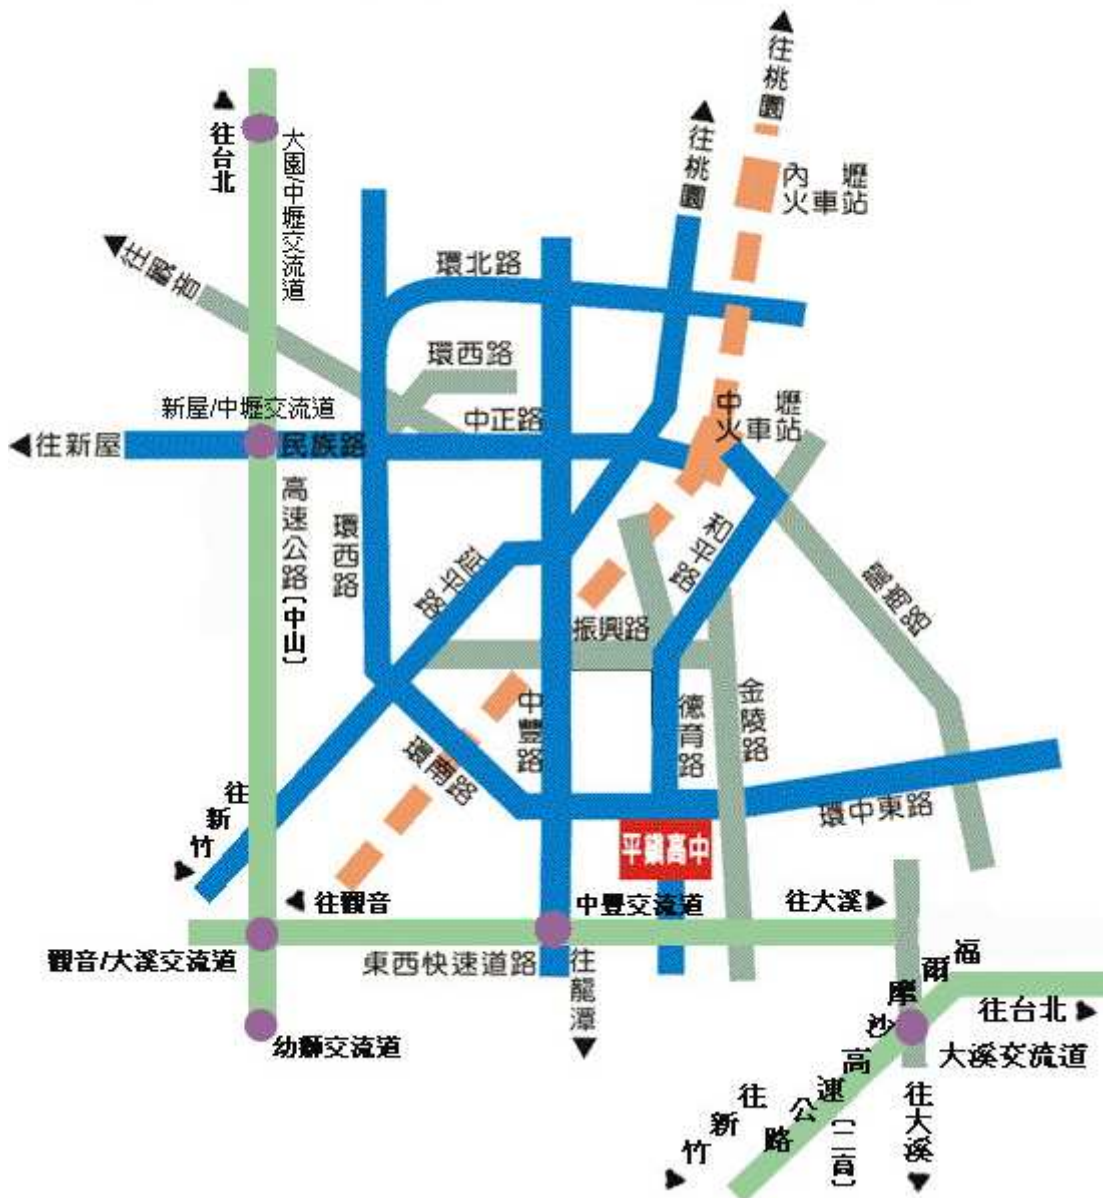 往桃園
往桃園
往台北
大園/中壢交流道
內壢
火車站
往觀音
環北路
環西路
新屋/中壢交流道
中正路
中壢
火車站
往新屋
民族路
高速公路〔中山〕
環西路
延平路
和平路
龍岡路
振興路
中豐路
德育路
金陵路
環南路
往新竹
環中東路
平鎮高中
往觀音
中豐交流道
往大溪
觀音/大溪交流道
東西快速道路
往龍潭
幼獅交流道
福爾摩沙高速公路〔二高〕
往台北
大溪交流道
往新竹
往大溪